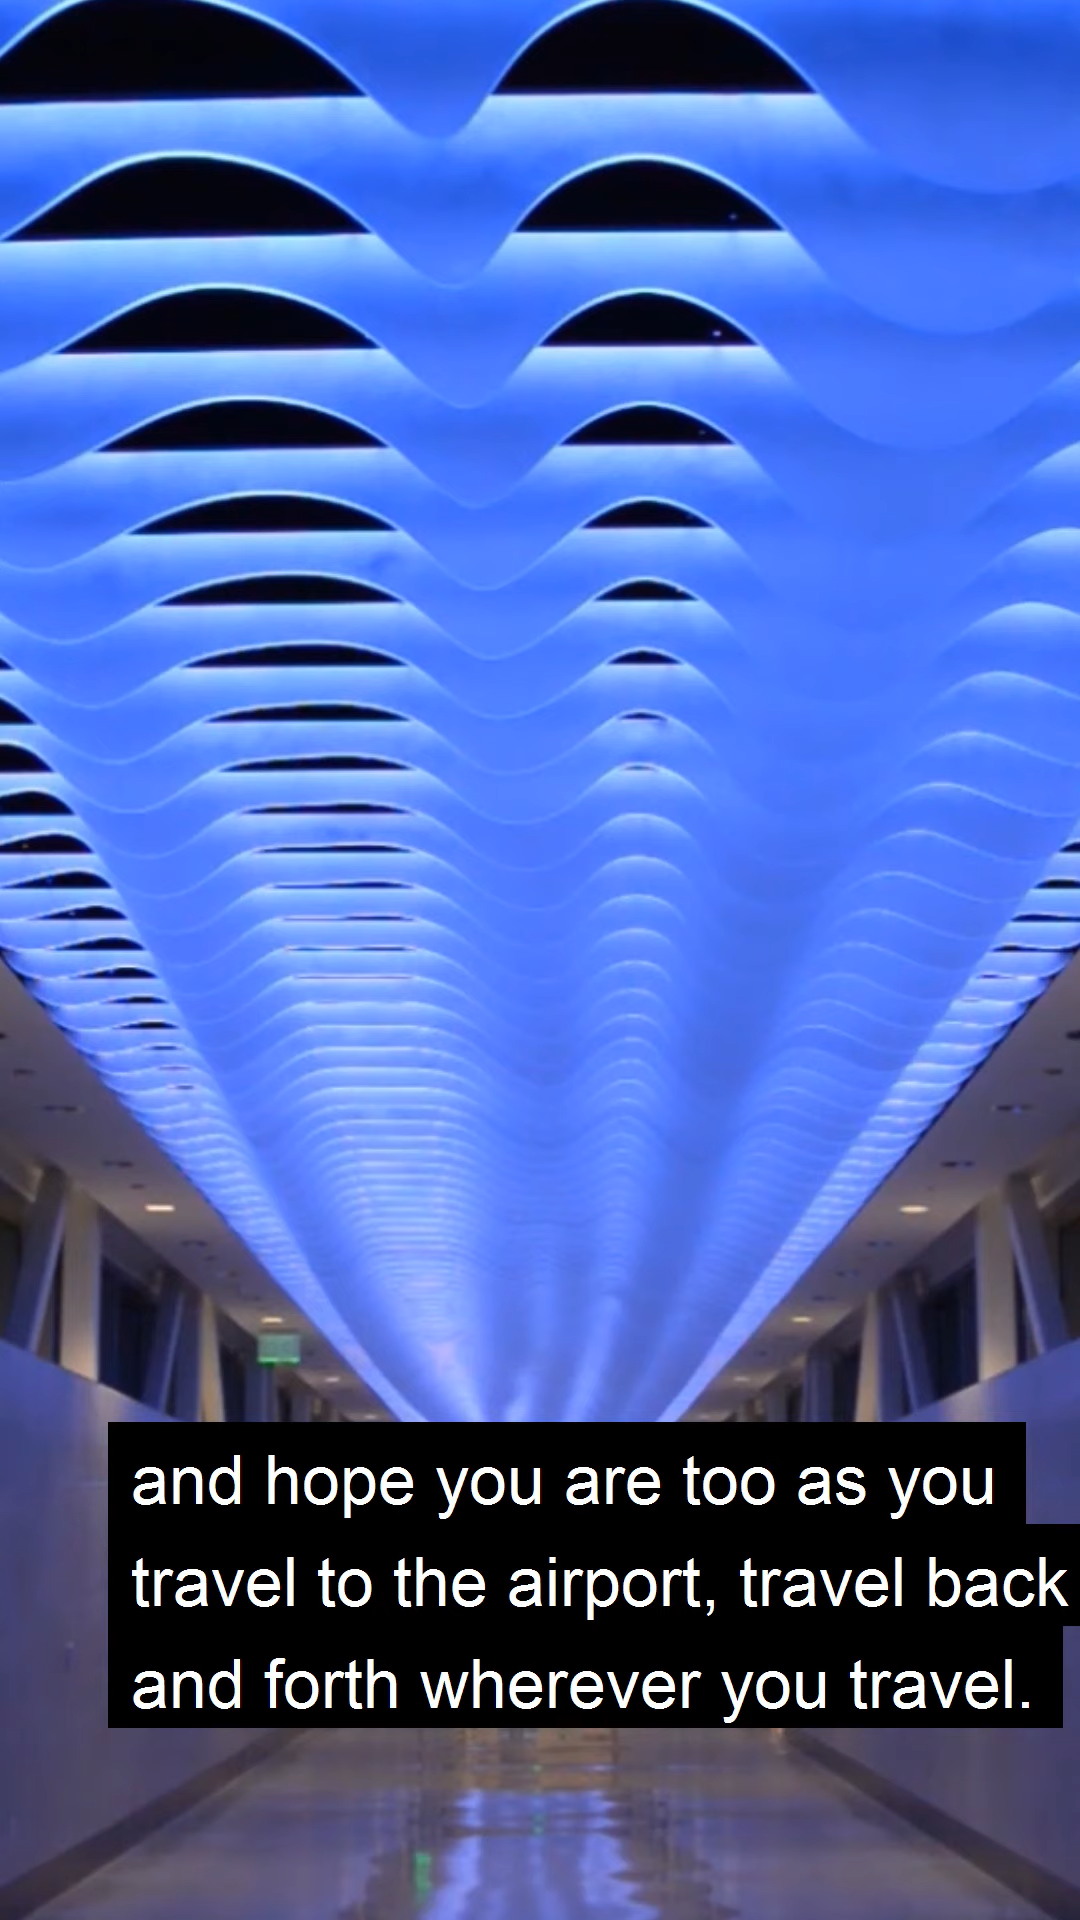 and hope you are too as you
travel to the airport, travel back
and forth wherever you travel.